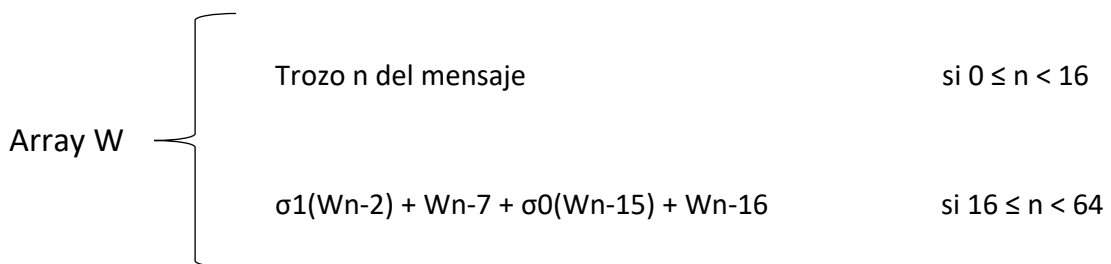 Trozo n del mensaje si 0 ≤ n < 16
Array W
σ1(Wn-2) + Wn-7 + σ0(Wn-15) + Wn-16 si 16 ≤ n < 64